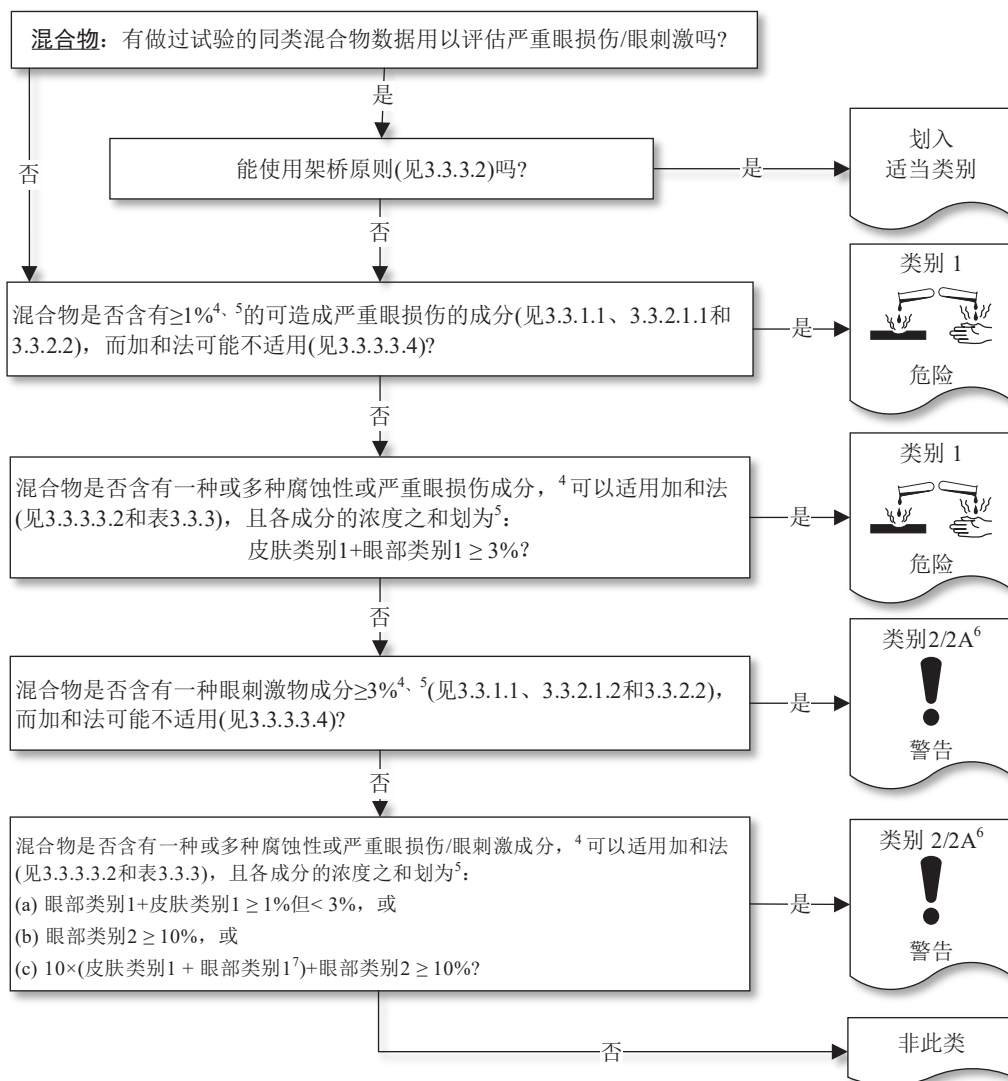 混合物：有做过试验的同类混合物数据用以评估严重眼损伤/眼刺激吗?
是
否
能使用架桥原则(见3.3.3.2)吗?
是
划入
适当类别
否
混合物是否含有≥1%⁴、⁵的可造成严重眼损伤的成分(见3.3.1.1、3.3.2.1.1和
3.3.2.2)，而加和法可能不适用(见3.3.3.3.4)?
是
类别 1
危险
否
混合物是否含有一种或多种腐蚀性或严重眼损伤成分，⁴可以适用加和法
(见3.3.3.3.2和表3.3.3)，且各成分的浓度之和划为⁵：
皮肤类别1+眼部类别1 ≥ 3%?
是
类别 1
危险
否
混合物是否含有一种眼刺激物成分≥3%⁴、⁵(见3.3.1.1、3.3.2.1.2和3.3.2.2)，
而加和法可能不适用(见3.3.3.3.4)?
是
类别2/2A⁶
警告
否
混合物是否含有一种或多种腐蚀性或严重眼损伤/眼刺激成分，⁴可以适用加和法
(见3.3.3.3.2和表3.3.3)，且各成分的浓度之和划为⁵：
(a) 眼部类别1+皮肤类别1 ≥ 1%但< 3%，或
(b) 眼部类别2 ≥ 10%，或
(c) 10×(皮肤类别1 + 眼部类别1⁷)+眼部类别2 ≥ 10%?
是
类别 2/2A⁶
警告
否
非此类